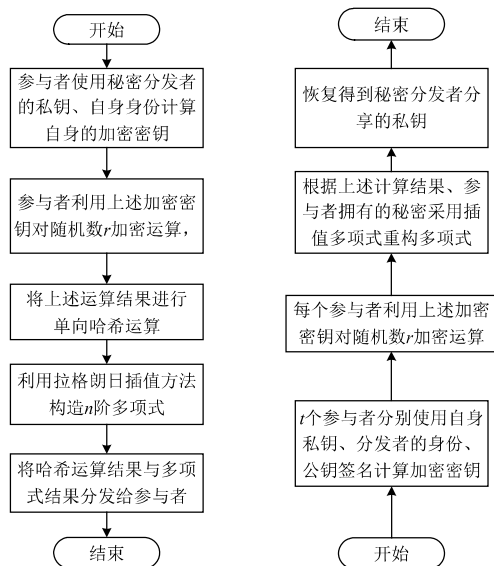 开始
参与者使用秘密分发者
的私钥、自身身份计算
自身的加密密钥
参与者利用上述加密密
钥对随机数r加密运算，
将上述运算结果进行
单向哈希运算
利用拉格朗日插值方法
构造n阶多项式
将哈希运算结果与多项
式结果分发给参与者
结束
结束
恢复得到秘密分发者分
享的私钥
根据上述计算结果、参
与者拥有的秘密采用插
值多项式重构多项式
每个参与者利用上述加密
密钥对随机数r加密运算
t个参与者分别使用自身
私钥、分发者的身份、
公钥签名计算加密密钥
开始